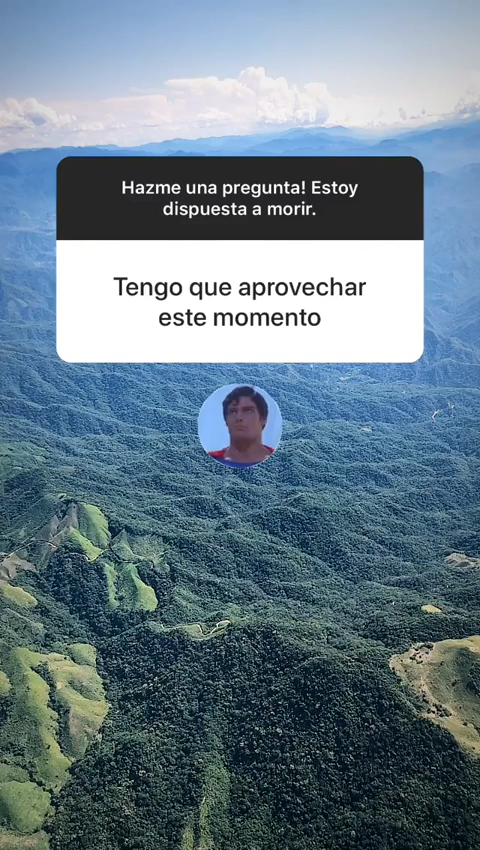 Hazme una pregunta! Estoy
dispuesta a morir.
Tengo que aprovechar
este momento